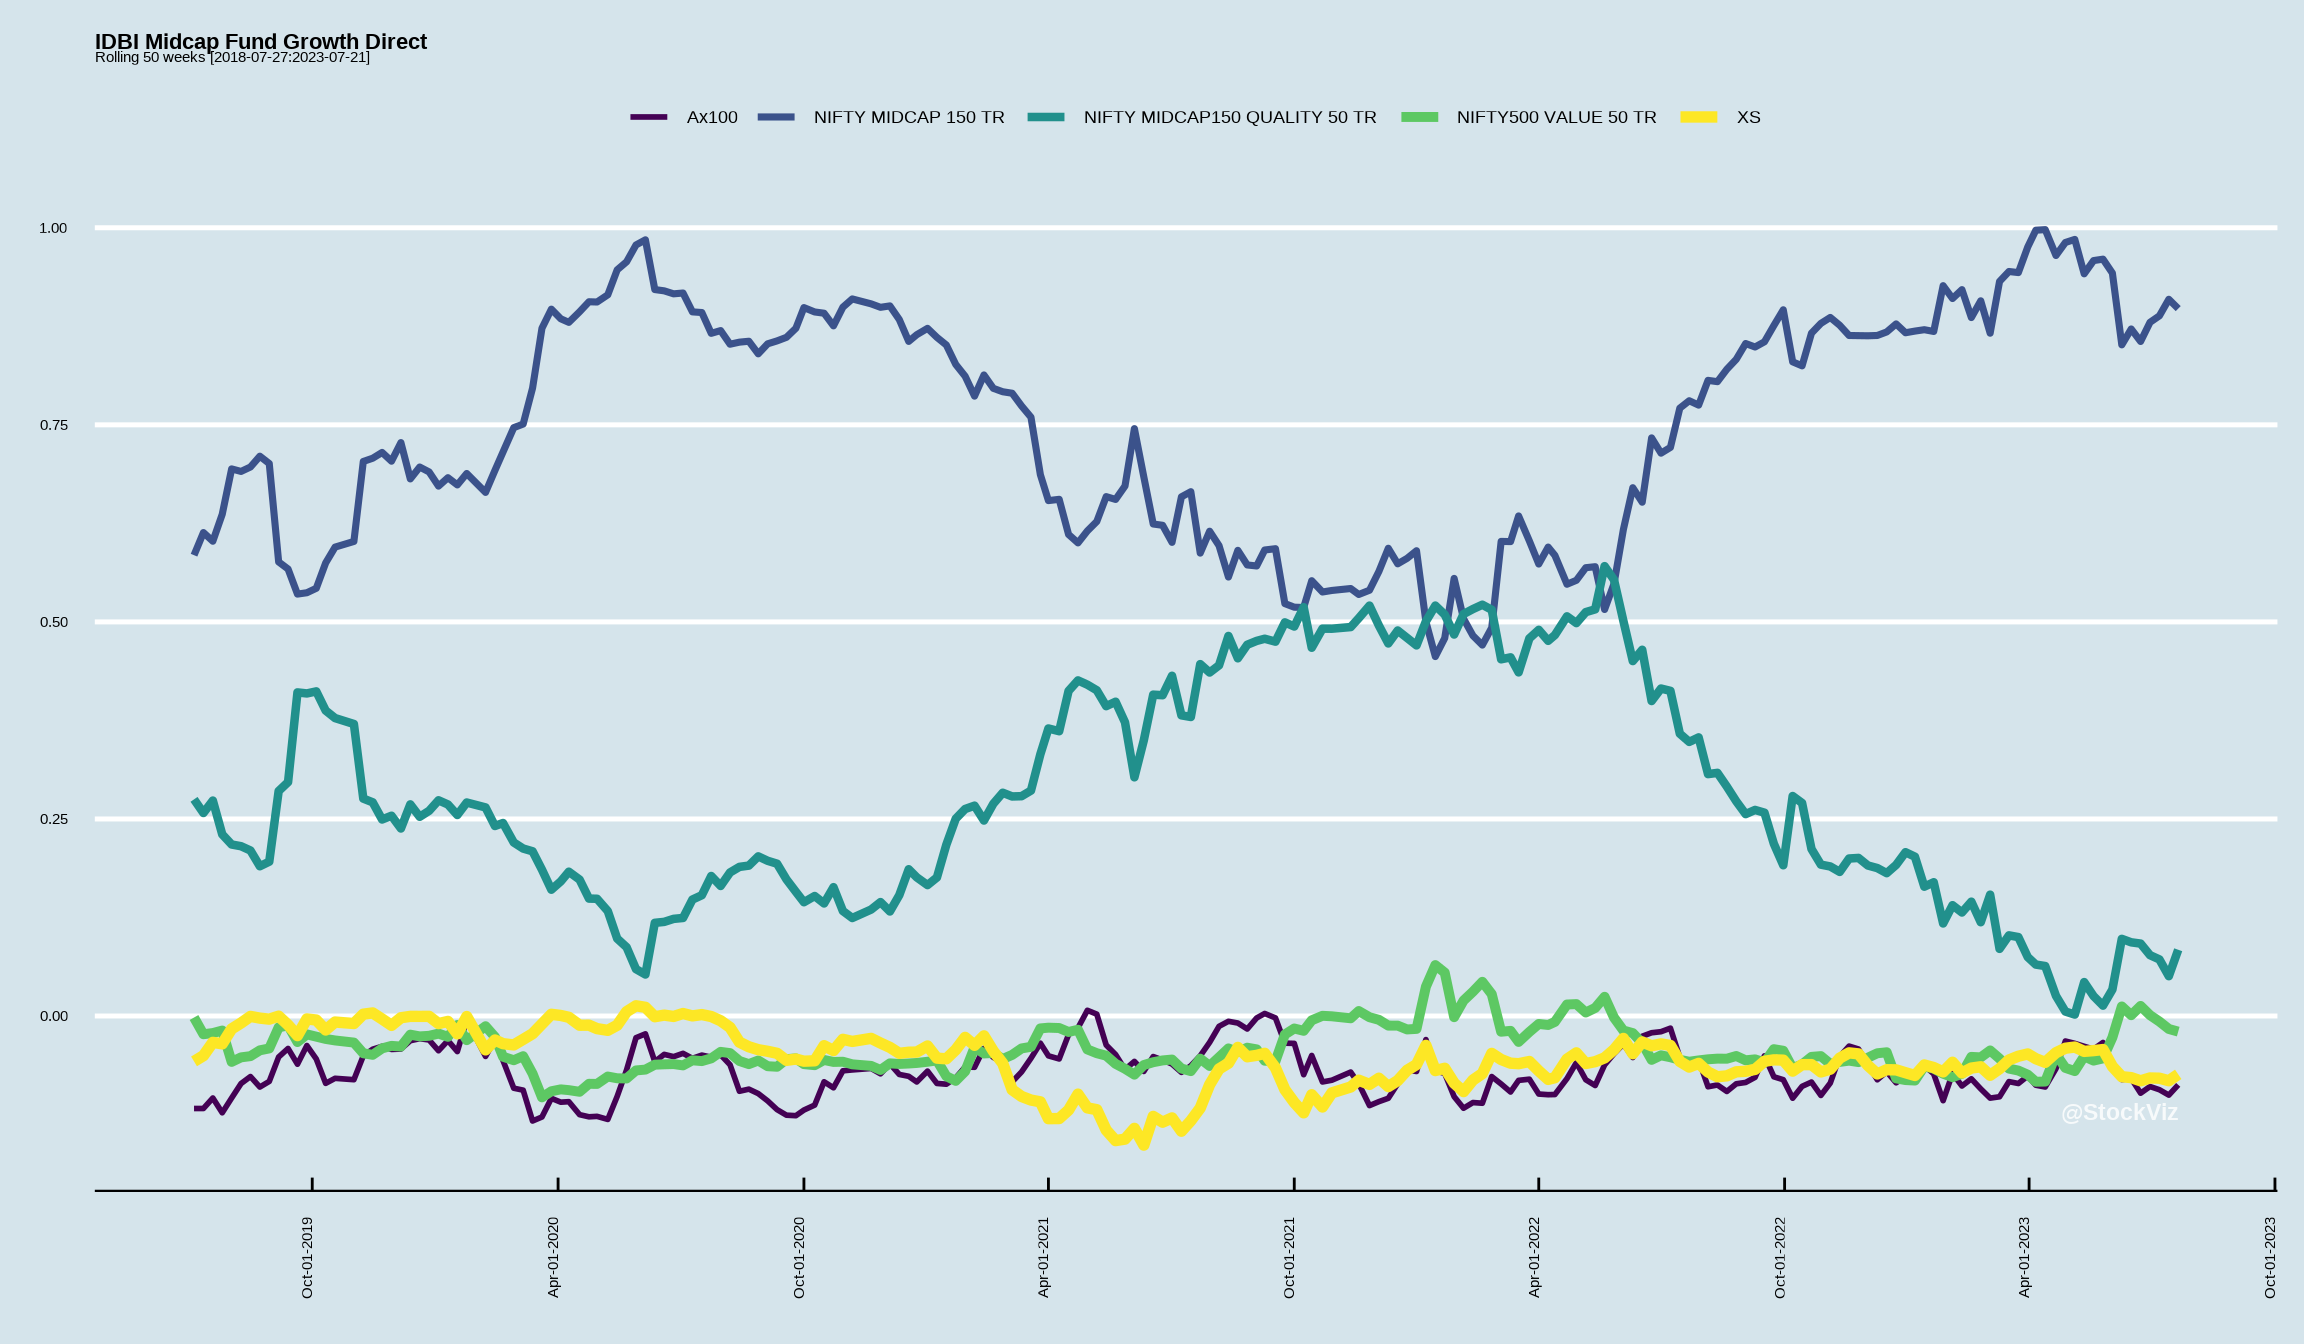 IDBI Midcap Fund Growth Direct
Rolling 50 weeks [2018-07-27:2023-07-21]
Ax100 NIFTY MIDCAP 150 TR NIFTY MIDCAP150 QUALITY 50 TR NIFTY500 VALUE 50 TR XS
1.00
0.75
0.50
0.25
0.00
@StockViz
Oct-01-2019 Apr-01-2020 Oct-01-2020 Apr-01-2021 Oct-01-2021 Apr-01-2022 Oct-01-2022 Apr-01-2023 Oct-01-2023